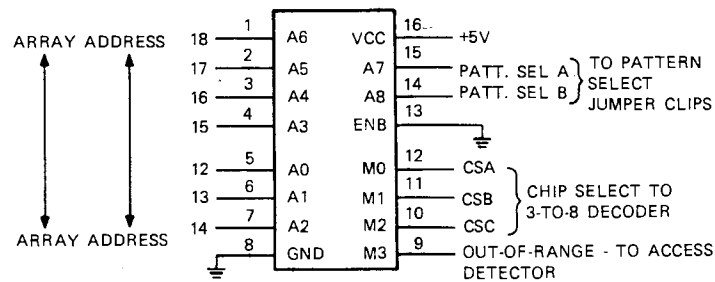 ARRAY ADDRESS
18 1 A6 VCC 16 +5V
17 2 A5 A7 15 PATT. SEL A
16 3 A4 A8 14 PATT. SEL B
TO PATTERN
SELECT
JUMPER CLIPS
15 4 A3 ENB 13
12 5 A0 M0 12 CSA
13 6 A1 M1 11 CSB
14 7 A2 M2 10 CSC
CHIP SELECT TO
3-TO-8 DECODER
ARRAY ADDRESS
8 GND M3 9 OUT-OF-RANGE - TO ACCESS
DETECTOR